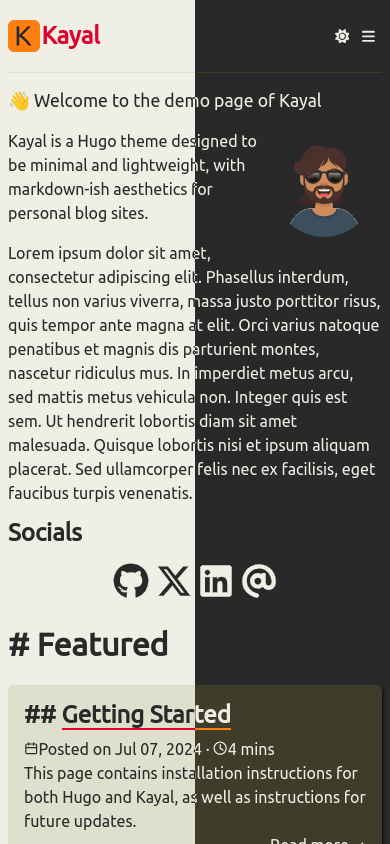 K Kayal
👋 Welcome to the demo page of Kayal
Kayal is a Hugo theme designed to
be minimal and lightweight, with
markdown-ish aesthetics for
personal blog sites.
Lorem ipsum dolor sit amet,
consectetur adipiscing elit. Phasellus interdum,
tellus non varius viverra, massa justo porttitor risus,
quis tempor ante magna at elit. Orci varius natoque
penatibus et magnis dis parturient montes,
nascetur ridiculus mus. In imperdiet metus arcu,
sed mattis metus vehicula non. Integer quis est
sem. Ut hendrerit lobortis diam sit amet
malesuada. Quisque lobortis nisi et ipsum aliquam
placerat. Sed ullamcorper felis nec ex facilisis, eget
faucibus turpis venenatis.
Socials
# Featured
## Getting Started
Posted on Jul 07, 2024 · 4 mins
This page contains installation instructions for
both Hugo and Kayal, as well as instructions for
future updates.
Read more